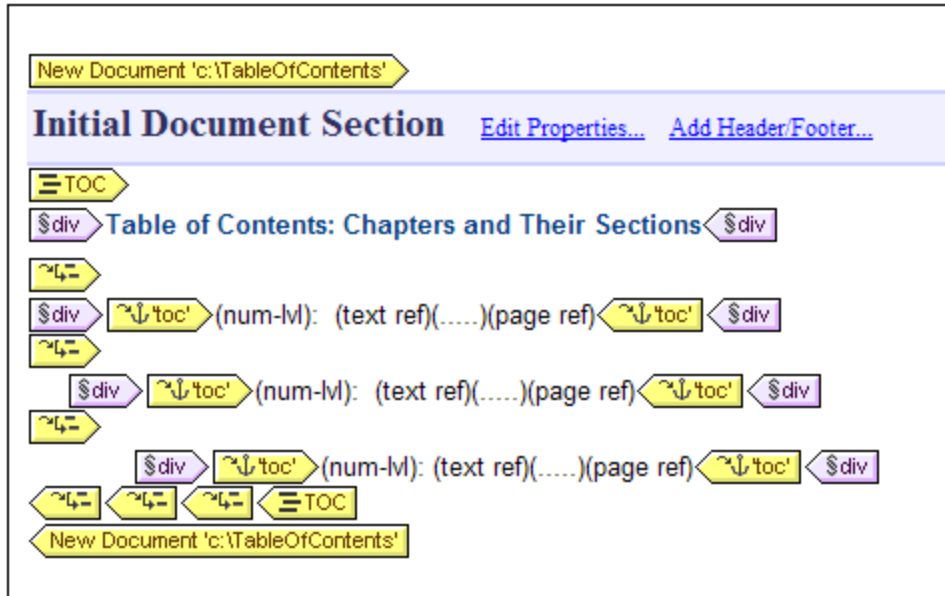 New Document 'c:\TableOfContents'
Initial Document Section Edit Properties... Add Header/Footer...
TOC
§div Table of Contents: Chapters and Their Sections §div
§div 'toc' (num-lvl): (text ref)(.....)(page ref) 'toc' §div
§div 'toc' (num-lvl): (text ref)(.....)(page ref) 'toc' §div
§div 'toc' (num-lvl): (text ref)(.....)(page ref) 'toc' §div
TOC
New Document 'c:\TableOfContents'